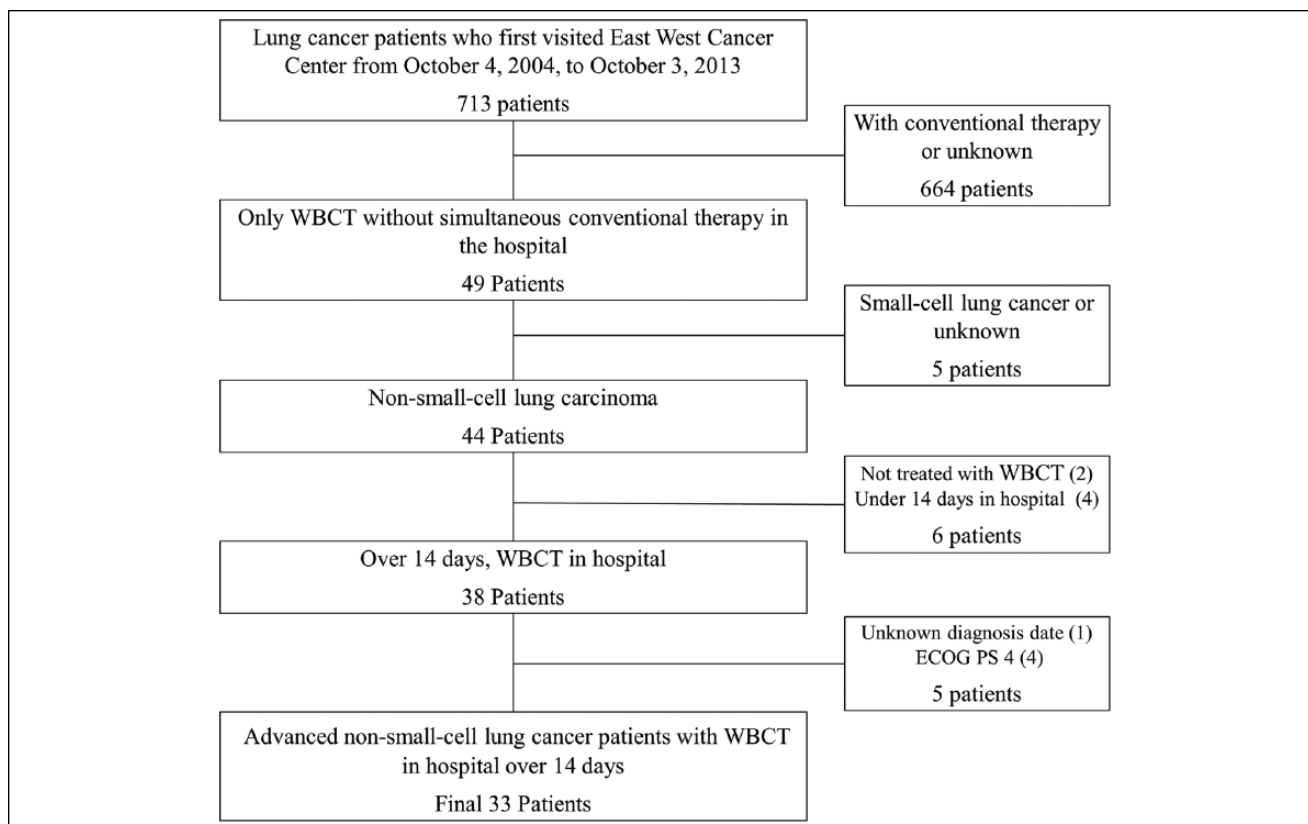 Lung cancer patients who first visited East West Cancer
Center from October 4, 2004, to October 3, 2013
713 patients
With conventional therapy
or unknown
664 patients
Only WBCT without simultaneous conventional therapy in
the hospital
49 Patients
Small-cell lung cancer or
unknown
5 patients
Non-small-cell lung carcinoma
44 Patients
Not treated with WBCT (2)
Under 14 days in hospital (4)
6 patients
Over 14 days, WBCT in hospital
38 Patients
Unknown diagnosis date (1)
ECOG PS 4 (4)
5 patients
Advanced non-small-cell lung cancer patients with WBCT
in hospital over 14 days
Final 33 Patients